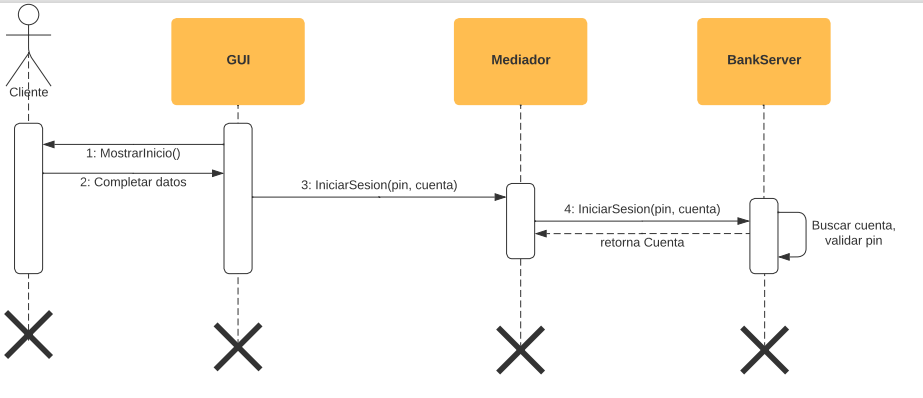 Cliente
GUI
Mediador
BankServer
1: MostrarInicio()
2: Completar datos
3: IniciarSesion(pin, cuenta)
4: IniciarSesion(pin, cuenta)
retorna Cuenta
Buscar cuenta,
validar pin